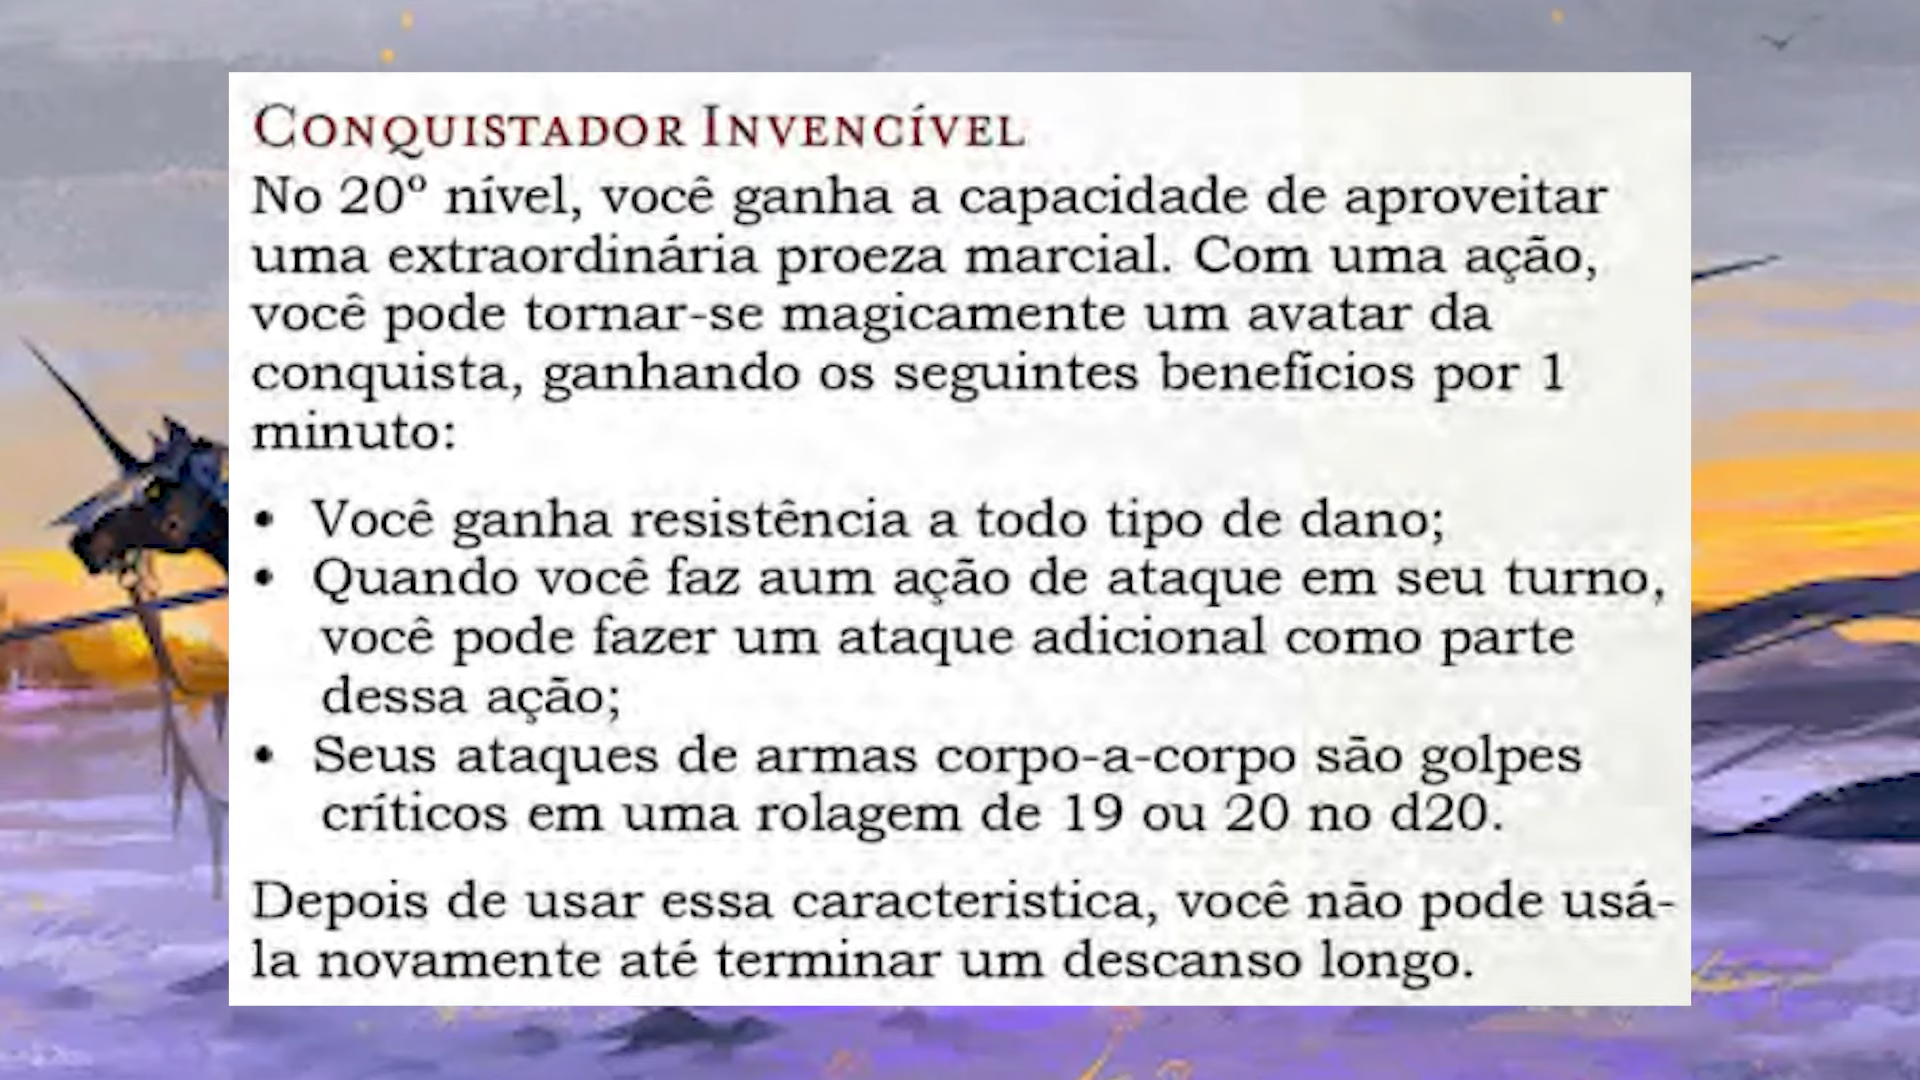 CONQUISTADOR INVENCÍVEL
No 20º nível, você ganha a capacidade de aproveitar
uma extraordinária proeza marcial. Com uma ação,
você pode tornar-se magicamente um avatar da
conquista, ganhando os seguintes benefícios por 1
minuto:
• Você ganha resistência a todo tipo de dano;
• Quando você faz aum ação de ataque em seu turno,
você pode fazer um ataque adicional como parte
dessa ação;
• Seus ataques de armas corpo-a-corpo são golpes
críticos em uma rolagem de 19 ou 20 no d20.
Depois de usar essa caracteristica, você não pode usá-
la novamente até terminar um descanso longo.